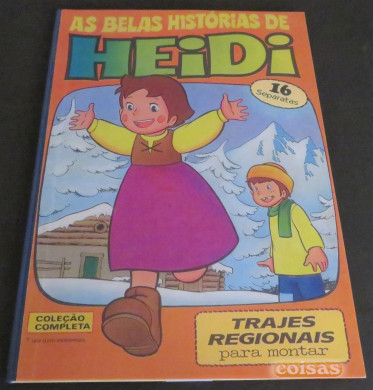 AS BELAS HISTÓRIAS DE
HEiDi
16
separatas
COLEÇÃO
COMPLETA
TRAJES
REGIONAIS
para montar
coisas